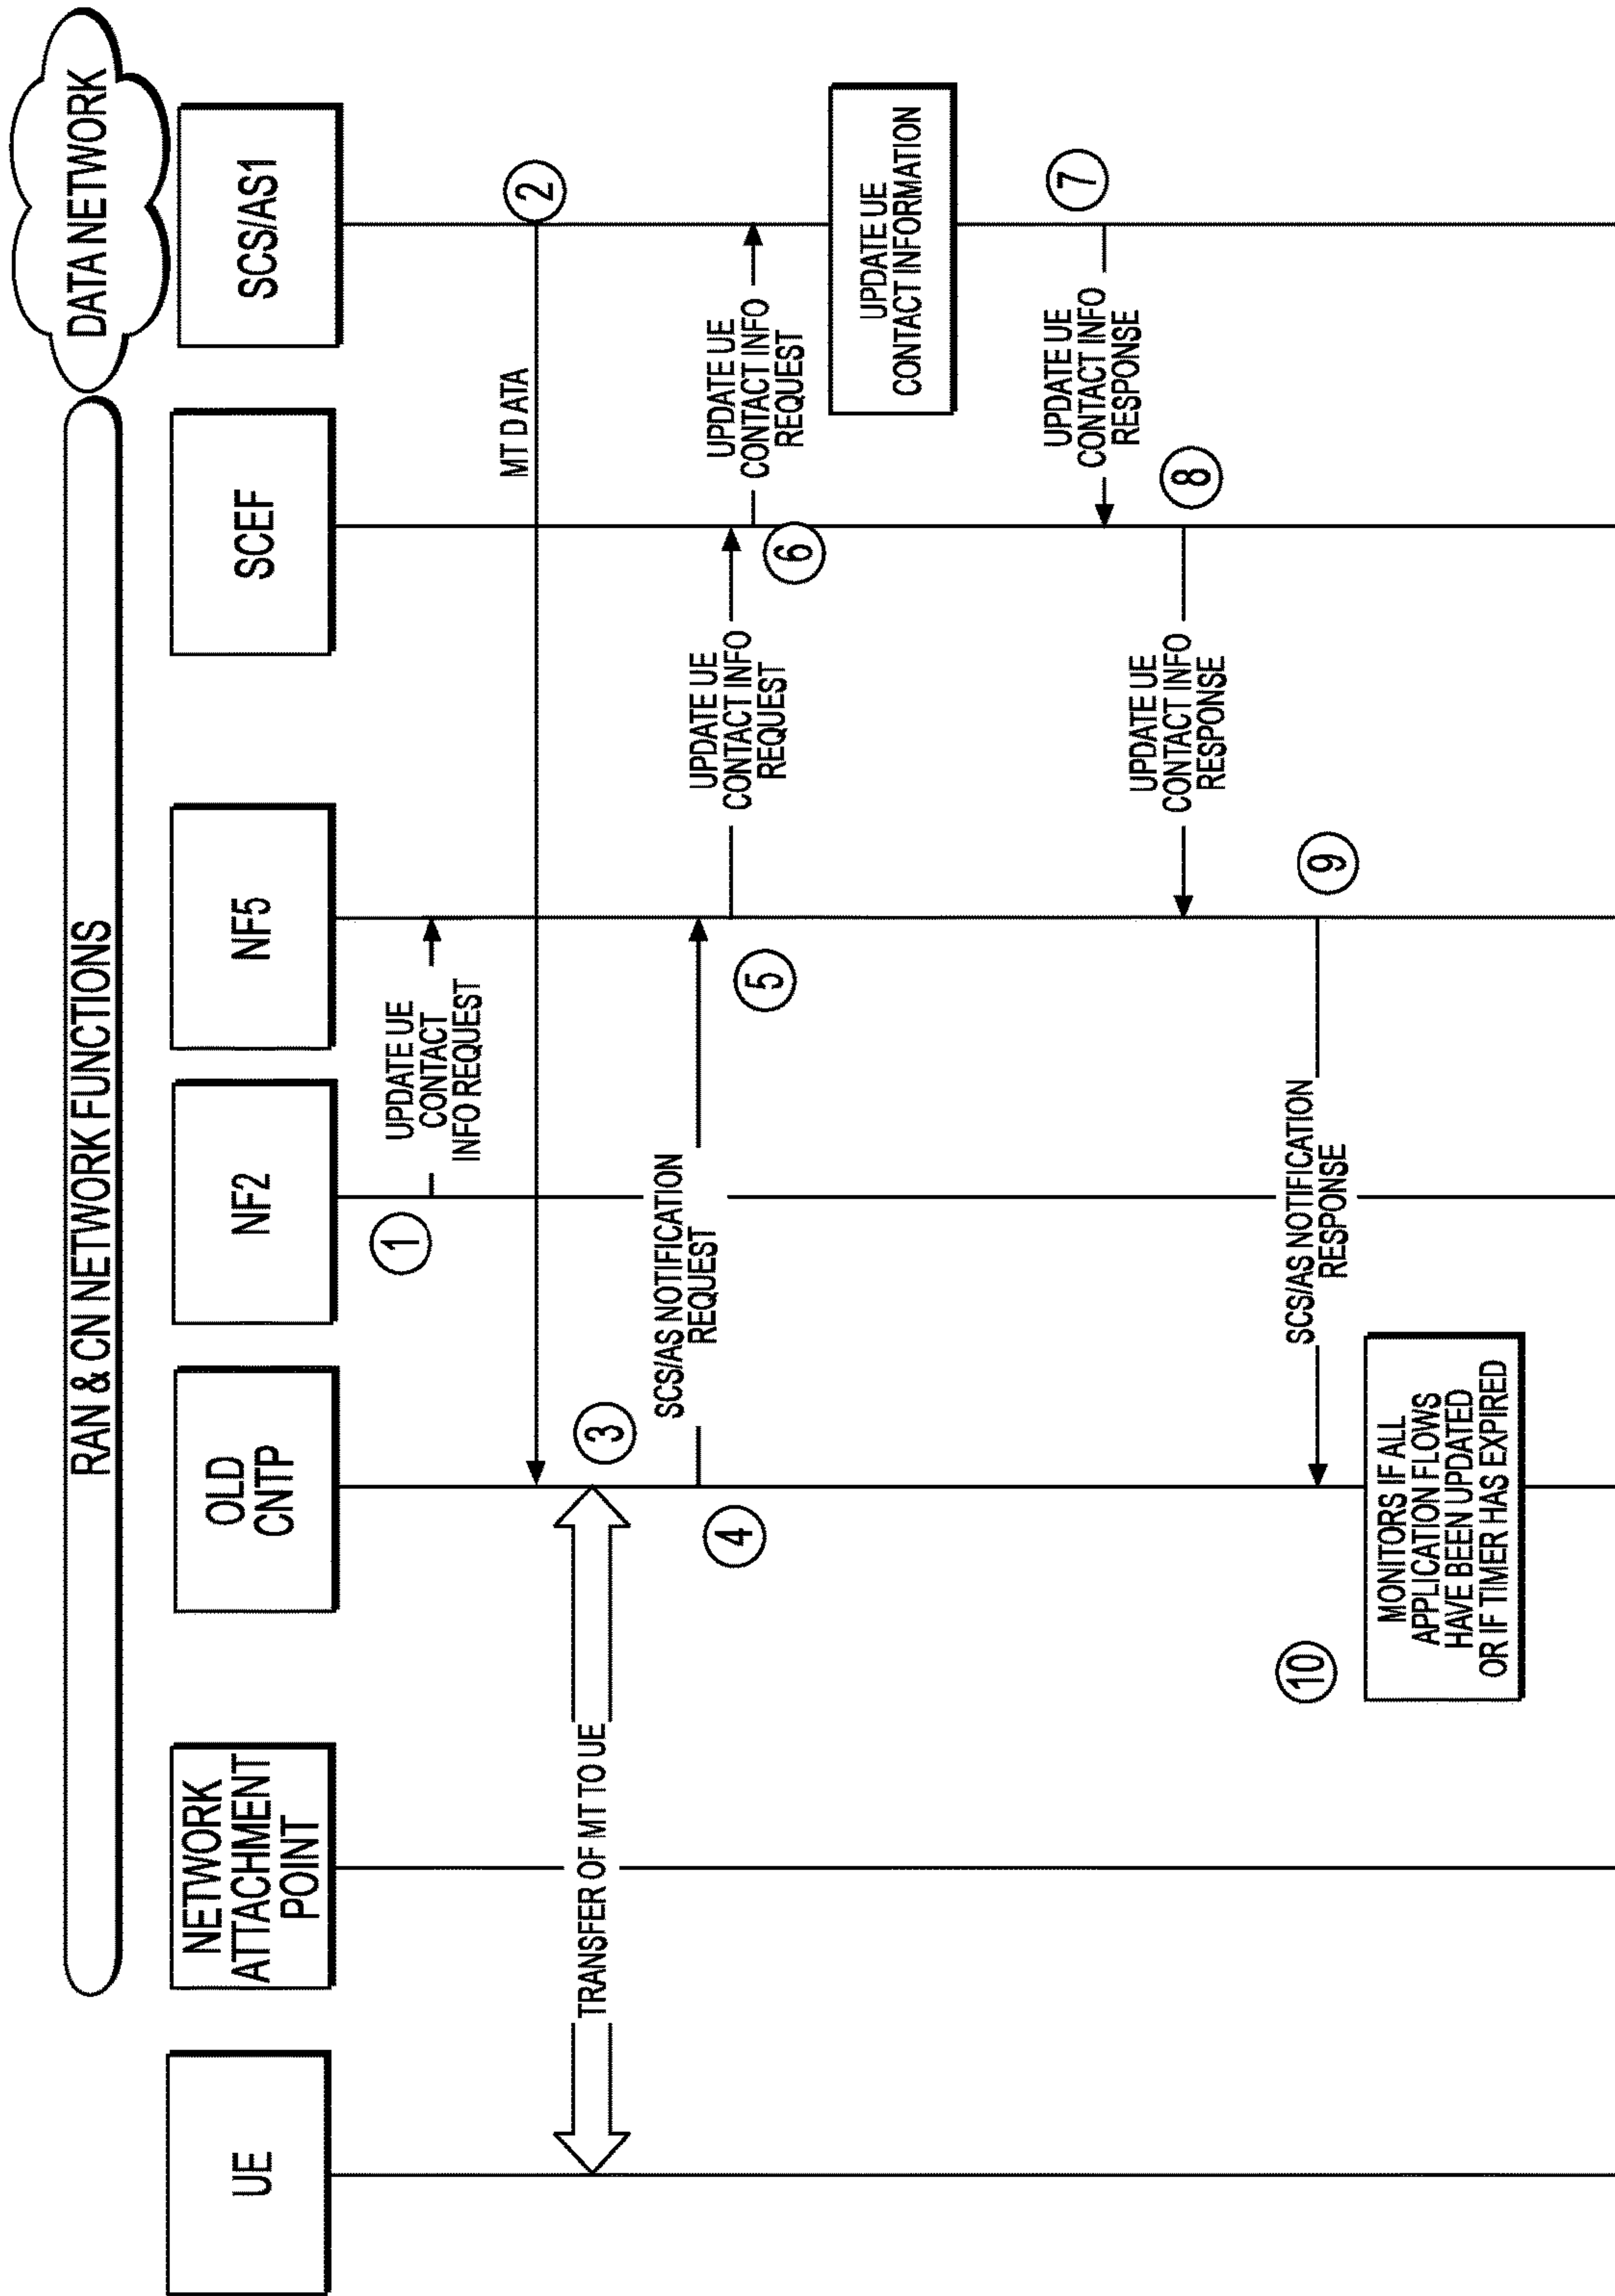 RAN & CN NETWORK FUNCTIONS
DATA NETWORK
UE
NETWORK
ATTACHMENT
POINT
OLD
CNTP
NF2
NF5
SCEF
SCS/AS1
1
UPDATE UE
CONTACT
INFO REQUEST
MT DATA
2
TRANSFER OF MT TO UE
3
4
SCS/AS NOTIFICATION
REQUEST
5
UPDATE UE
CONTACT INFO
REQUEST
6
UPDATE UE
CONTACT INFO
REQUEST
UPDATE UE
CONTACT INFORMATION
7
UPDATE UE
CONTACT INFO
RESPONSE
8
UPDATE UE
CONTACT INFO
RESPONSE
9
SCS/AS NOTIFICATION
RESPONSE
10
MONITORS IF ALL
APPLICATION FLOWS
HAVE BEEN UPDATED
OR IF TIMER HAS EXPIRED